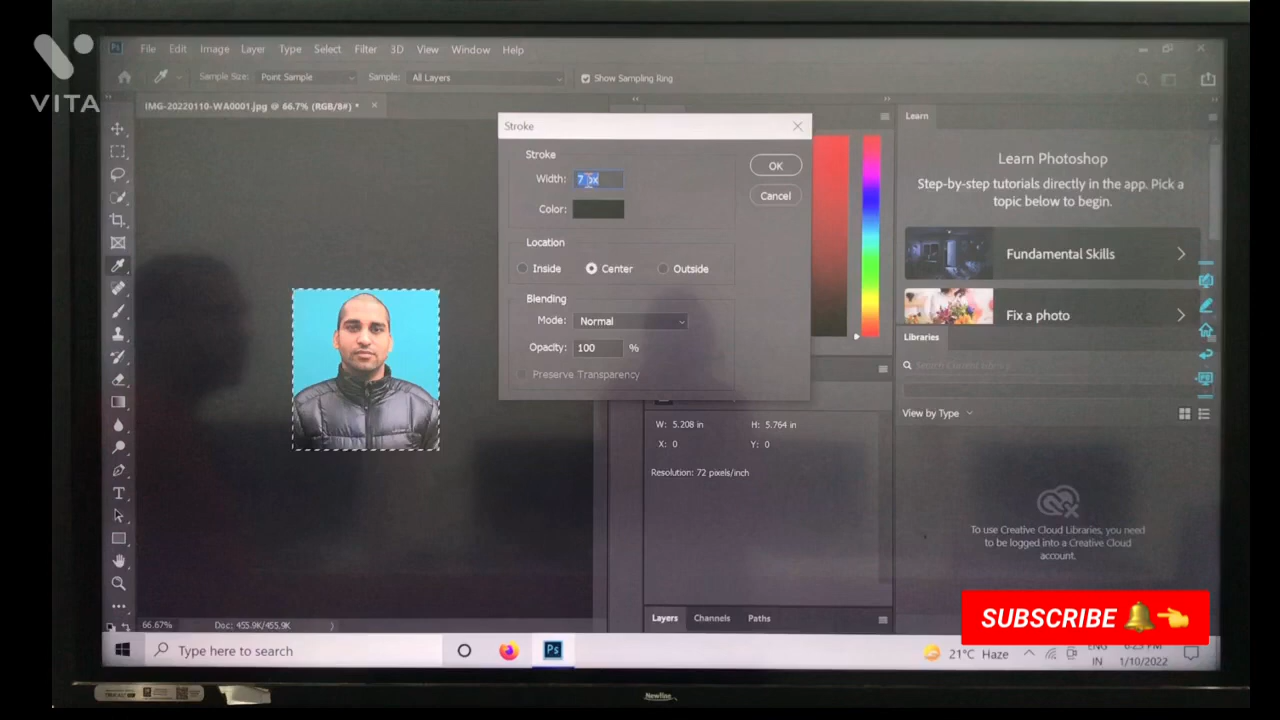 VITA
Ps File Edit Image Layer Type Select Filter 3D View Window Help
Sample Size: Point Sample Sample: All Layers Show Sampling Ring
IMG-20220110-WA0001.jpg @ 66.7% (RGB/8#) *
Stroke
Stroke
Width: 7 px
Color:
OK
Cancel
Location
Inside Center Outside
Blending
Mode: Normal
Opacity: 100 %
Preserve Transparency
W: 5.208 in H: 5.764 in
X: 0 Y: 0
Resolution: 72 pixels/inch
Layers Channels Paths
Learn
Learn Photoshop
Step-by-step tutorials directly in the app. Pick a
topic below to begin.
Fundamental Skills
Fix a photo
Libraries
Search Current Library
View by Type
To use Creative Cloud Libraries, you need
to be logged into a Creative Cloud
account.
SUBSCRIBE
66.67% Doc: 455.9K/455.9K
Type here to search
Ps
21°C Haze
ENG
IN
1/10/2022
Newline